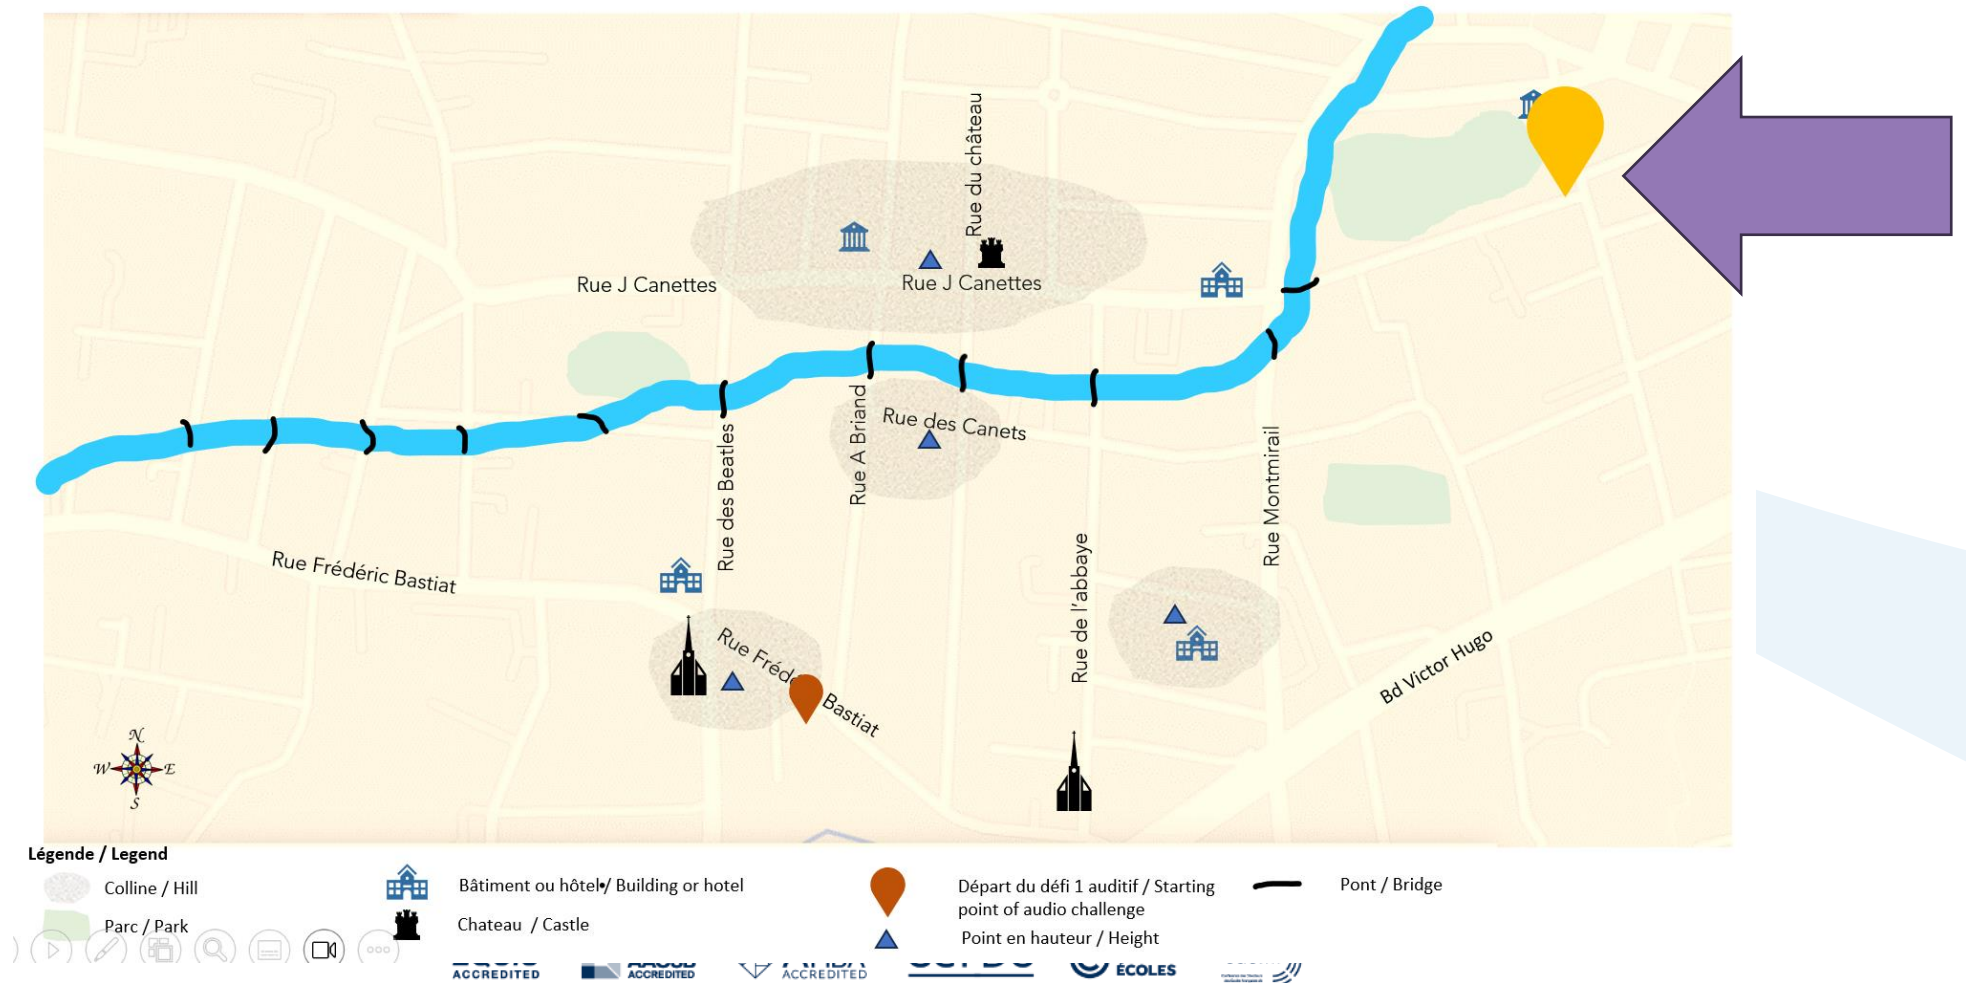 Rue du château
Rue J Canettes
Rue J Canettes
Rue des Canets
Rue A Briand
Rue des Beatles
Rue Montmirail
Rue de l'abbaye
Rue Frédéric Bastiat
Rue Fréd
Bastiat
Bd Victor Hugo
N
W
E
S
Légende / Legend
Colline / Hill
Parc / Park
Bâtiment ou hôtel / Building or hotel
Chateau / Castle
Départ du défi 1 auditif / Starting
point of audio challenge
Point en hauteur / Height
Pont / Bridge
ACCREDITED
ACCREDITED
ACCREDITED
ÉCOLES